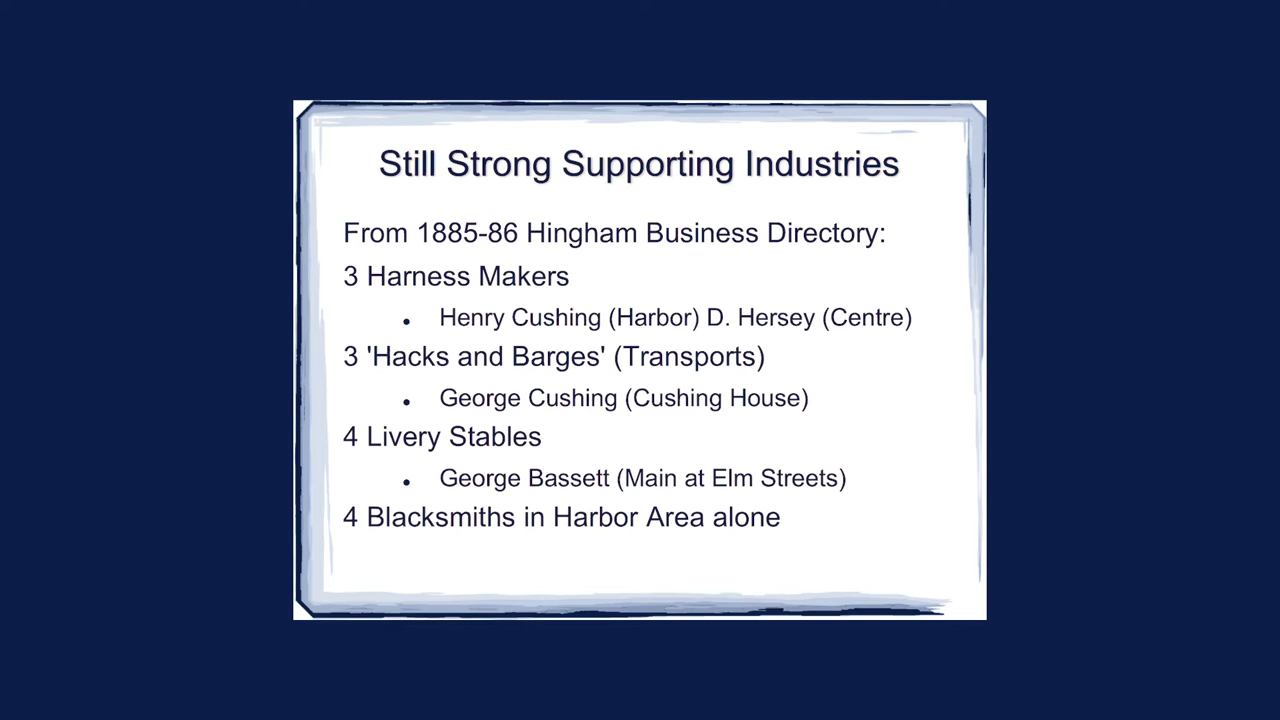 Still Strong Supporting Industries
From 1885-86 Hingham Business Directory:
3 Harness Makers
• Henry Cushing (Harbor) D. Hersey (Centre)
3 'Hacks and Barges' (Transports)
• George Cushing (Cushing House)
4 Livery Stables
• George Bassett (Main at Elm Streets)
4 Blacksmiths in Harbor Area alone